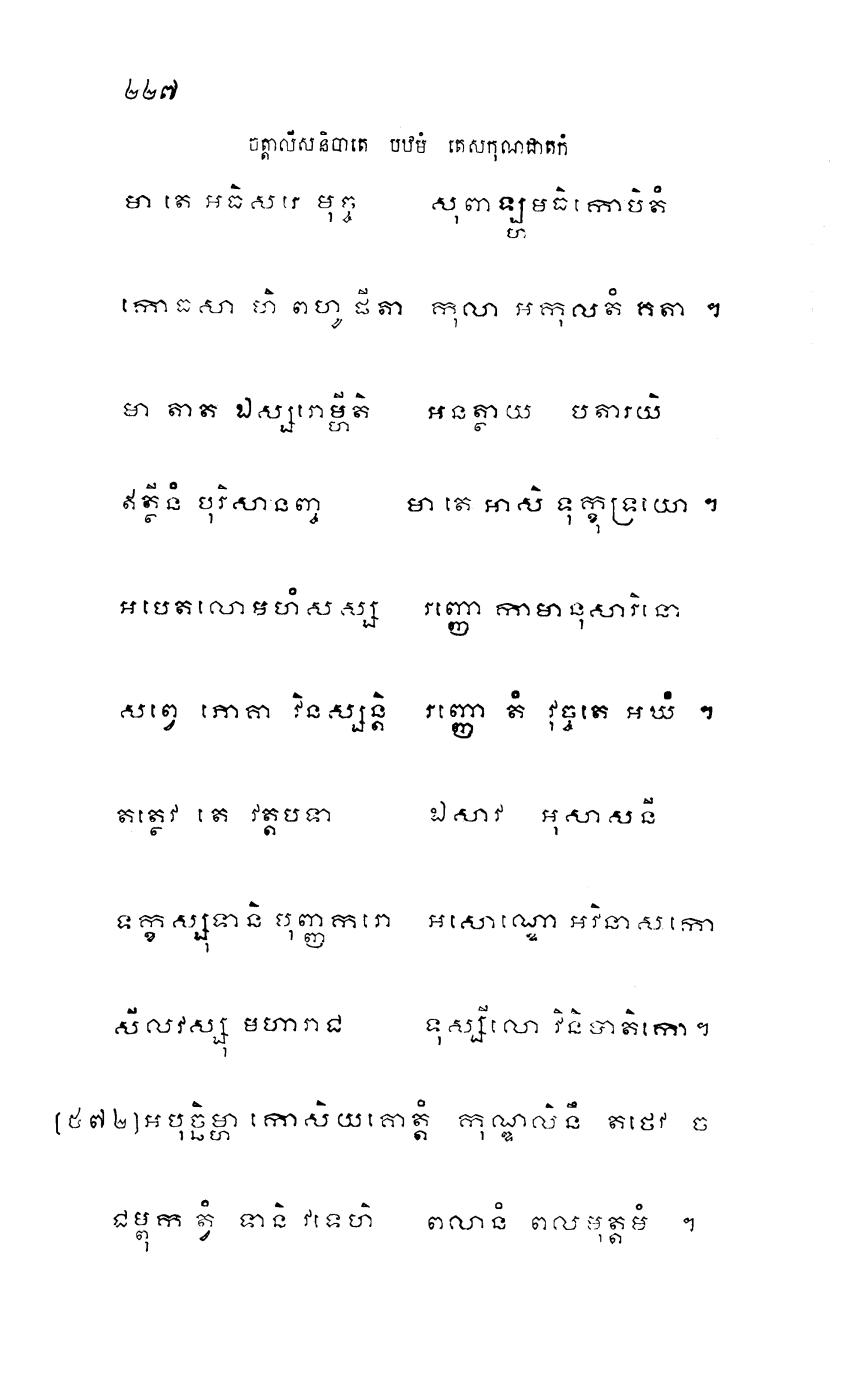 ២២៧
ចត្តាលីសនិបាតេ បឋមំ តេសកុណជាតកំ
មា តេ អធិសរេ មុច្ច សុពាឡ្ហមធិកោបិតំ
កោធសា ហិ ពហូ ជីតា កុលា អកុលតំ គតា ។
មា តាត ឯស្សរោម្ហីតិ អនត្ថាយ បតារយិ
ឥត្ថីនំ បុរិសានញ្ច មា តេ អាសិ ទុក្ខុទ្រយោ ។
អបេតលោមហំសស្ស រញ្ញោ កាមានុសារិនោ
សព្វេ ភោគា វិនស្សន្តិ រញ្ញោ តំ វុច្ចតេ អឃំ ។
តត្ថេវ តេ វត្តបទា ឯសាវ អុសាសនី
ទក្ខស្សុទានិ បុញ្ញករោ អសោណ្ឌោ អវិនាសកោ
សីលវស្សុ មហារាជ ទុស្សីលោ វិនិបាតិកោ ។
(៥៧២) អបុច្ឆិម្ហា កោសិយគោត្តំ កុណ្ឌលិនឹ តថេវ ច
ជម្ពុក ត្វំ ទានិ វទេហិ ពលានំ ពលមុត្តមំ ។